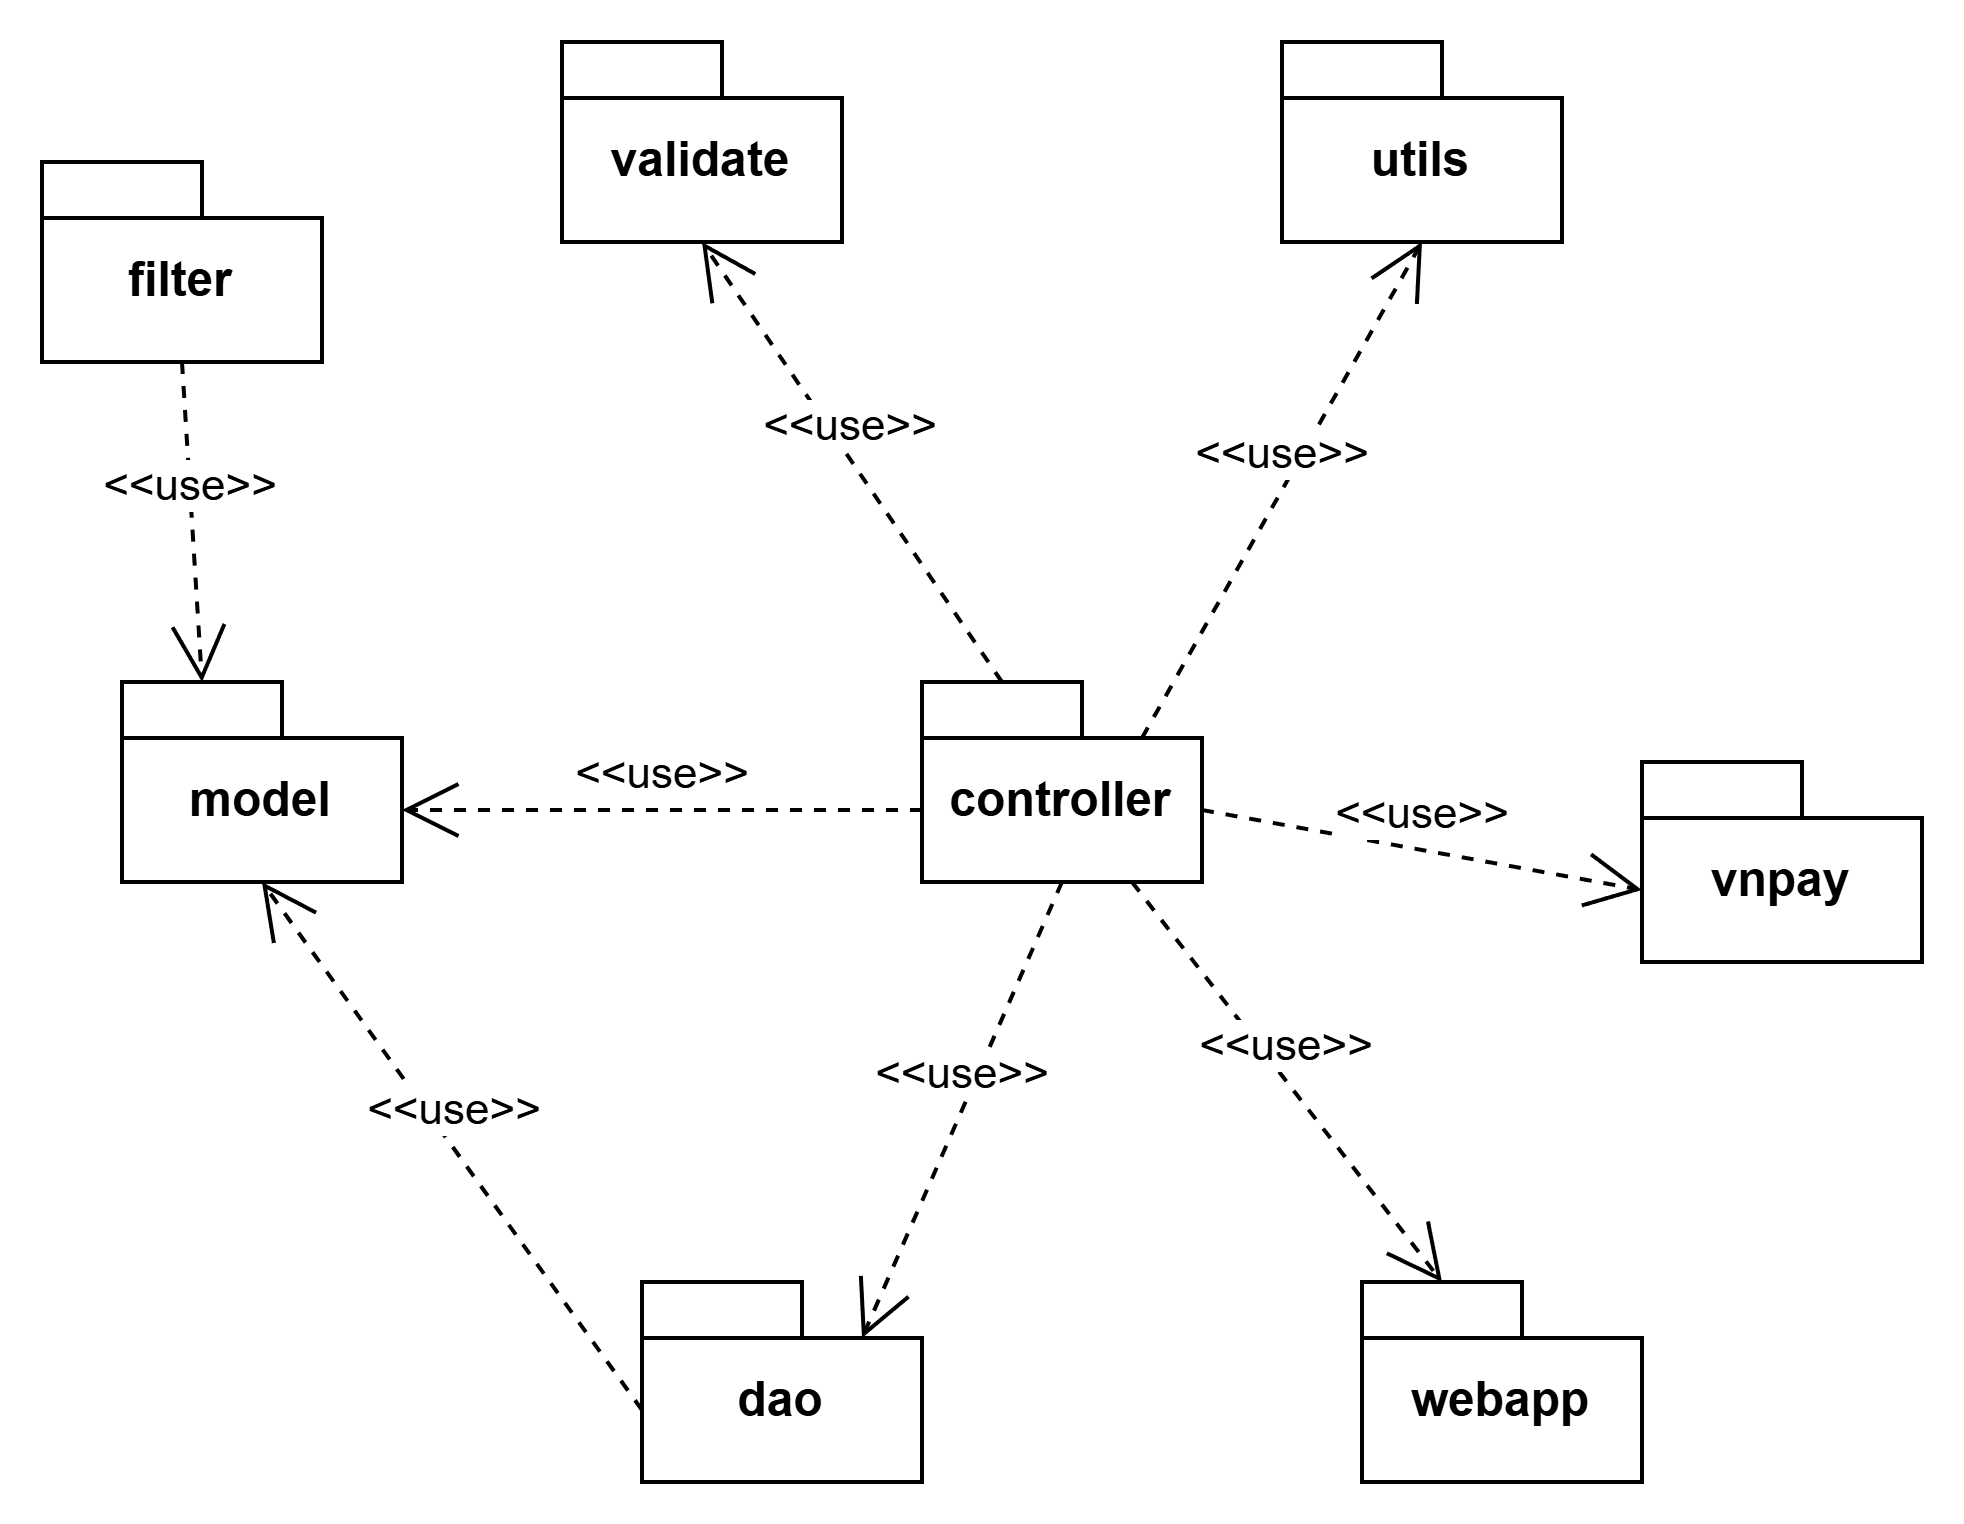 validate
utils
filter
<<use>>
<<use>>
<<use>>
<<use>>
model
controller
<<use>>
vnpay
<<use>>
<<use>>
<<use>>
dao
webapp